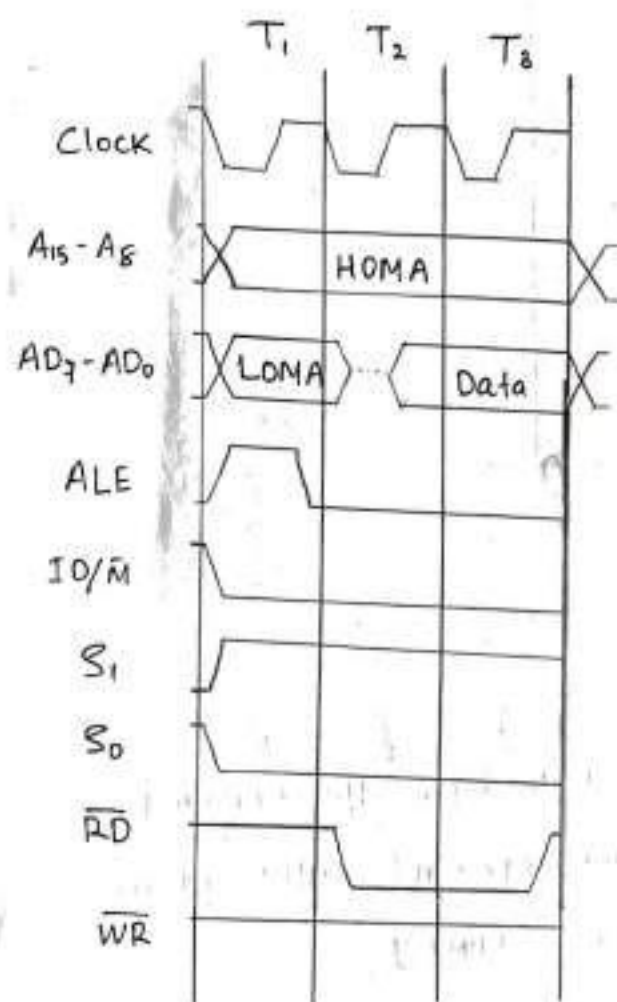 T₁ T₂ T₃
Clock
A₁₅-A₈ HOMA
AD₇-AD₀ LOMA Data
ALE
IO/M̅
S₁
S₀
R̅D̅
W̅R̅